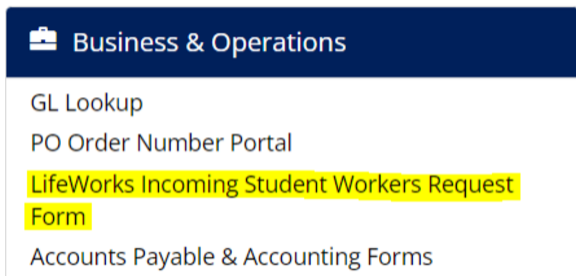 Business & Operations
GL Lookup
PO Order Number Portal
LifeWorks Incoming Student Workers Request
Form
Accounts Payable & Accounting Forms